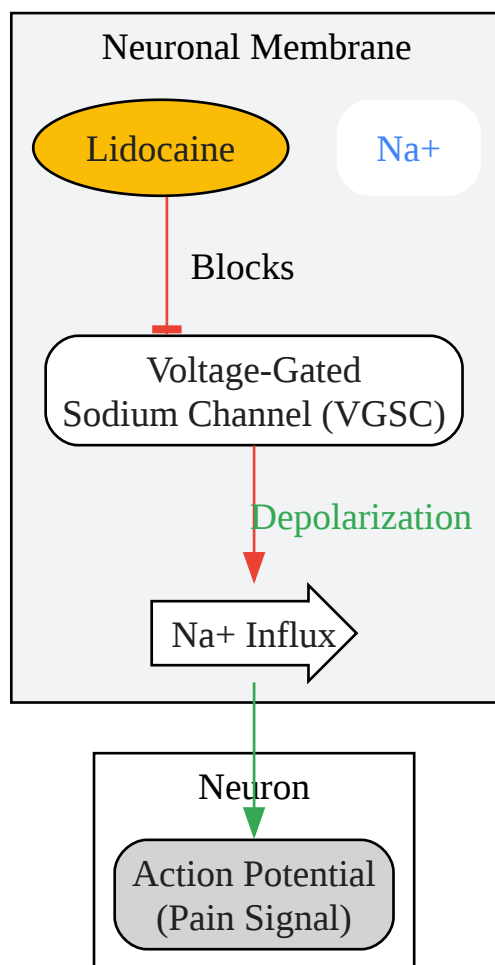 Neuronal Membrane
Lidocaine
Na+
Blocks
Voltage-Gated
Sodium Channel (VGSC)
Depolarization
Na+ Influx
Neuron
Action Potential
(Pain Signal)